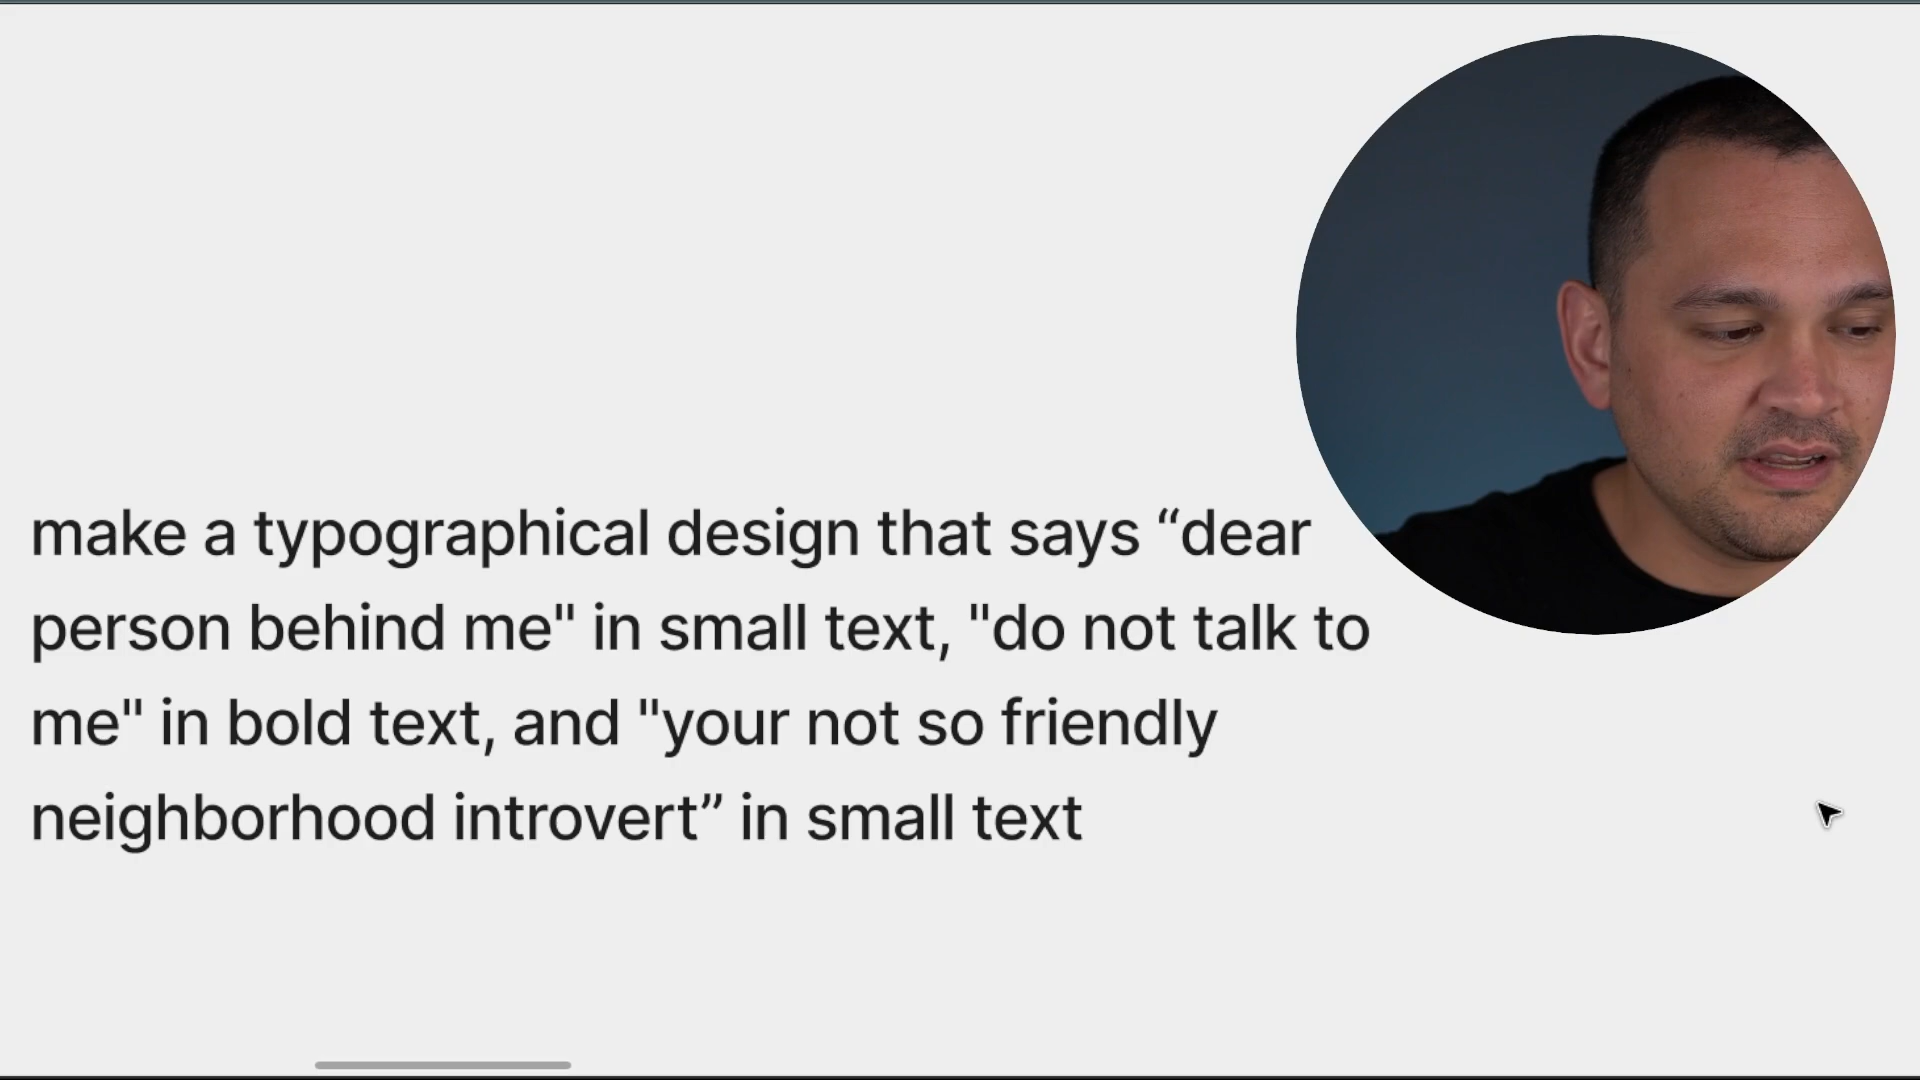 make a typographical design that says “dear
person behind me" in small text, "do not talk to
me" in bold text, and "your not so friendly
neighborhood introvert” in small text